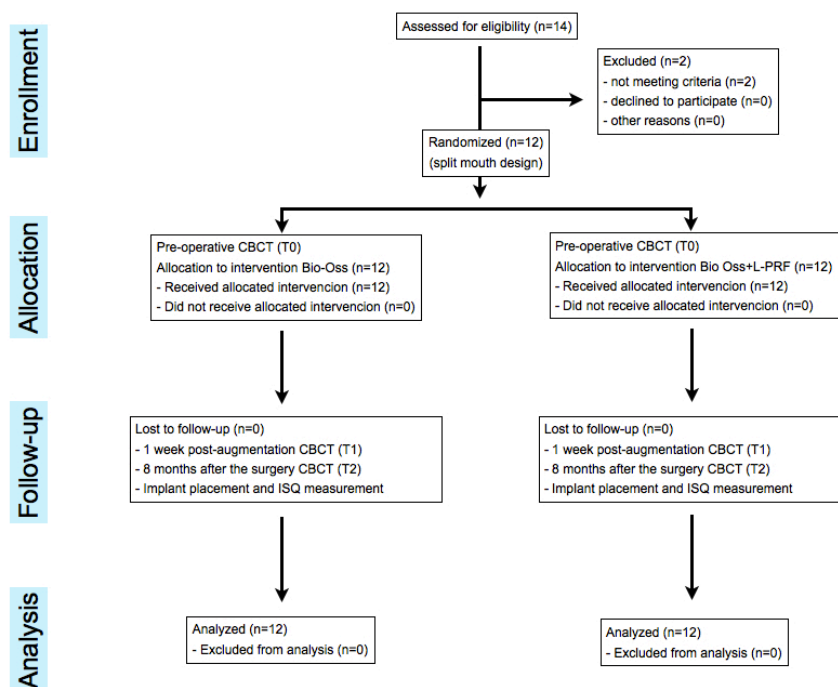 Enrollment
Assessed for eligibility (n=14)
Excluded (n=2)
- not meeting criteria (n=2)
- declined to participate (n=0)
- other reasons (n=0)
Randomized (n=12)
(split mouth design)
Allocation
Pre-operative CBCT (T0)
Allocation to intervention Bio-Oss (n=12)
- Received allocated intervencion (n=12)
- Did not receive allocated intervencion (n=0)
Pre-operative CBCT (T0)
Allocation to intervention Bio Oss+L-PRF (n=12)
- Received allocated intervencion (n=12)
- Did not receive allocated intervencion (n=0)
Follow-up
Lost to follow-up (n=0)
- 1 week post-augmentation CBCT (T1)
- 8 months after the surgery CBCT (T2)
- Implant placement and ISQ measurement
Lost to follow-up (n=0)
- 1 week post-augmentation CBCT (T1)
- 8 months after the surgery CBCT (T2)
- Implant placement and ISQ measurement
Analysis
Analyzed (n=12)
- Excluded from analysis (n=0)
Analyzed (n=12)
- Excluded from analysis (n=0)